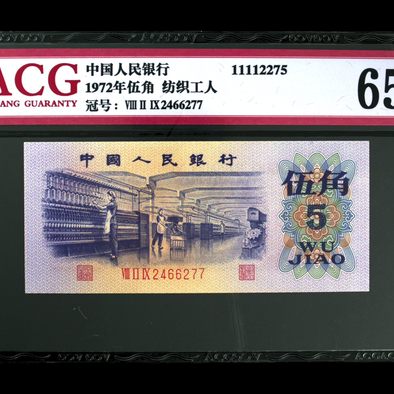 ACG
ANG GUARANTY
中国人民银行
1972年伍角 纺织工人
冠号：Ⅷ Ⅱ Ⅸ2466277
11112275
65
中國人民銀行
伍角
5
WU
JIAO
Ⅷ Ⅱ Ⅸ 2466277